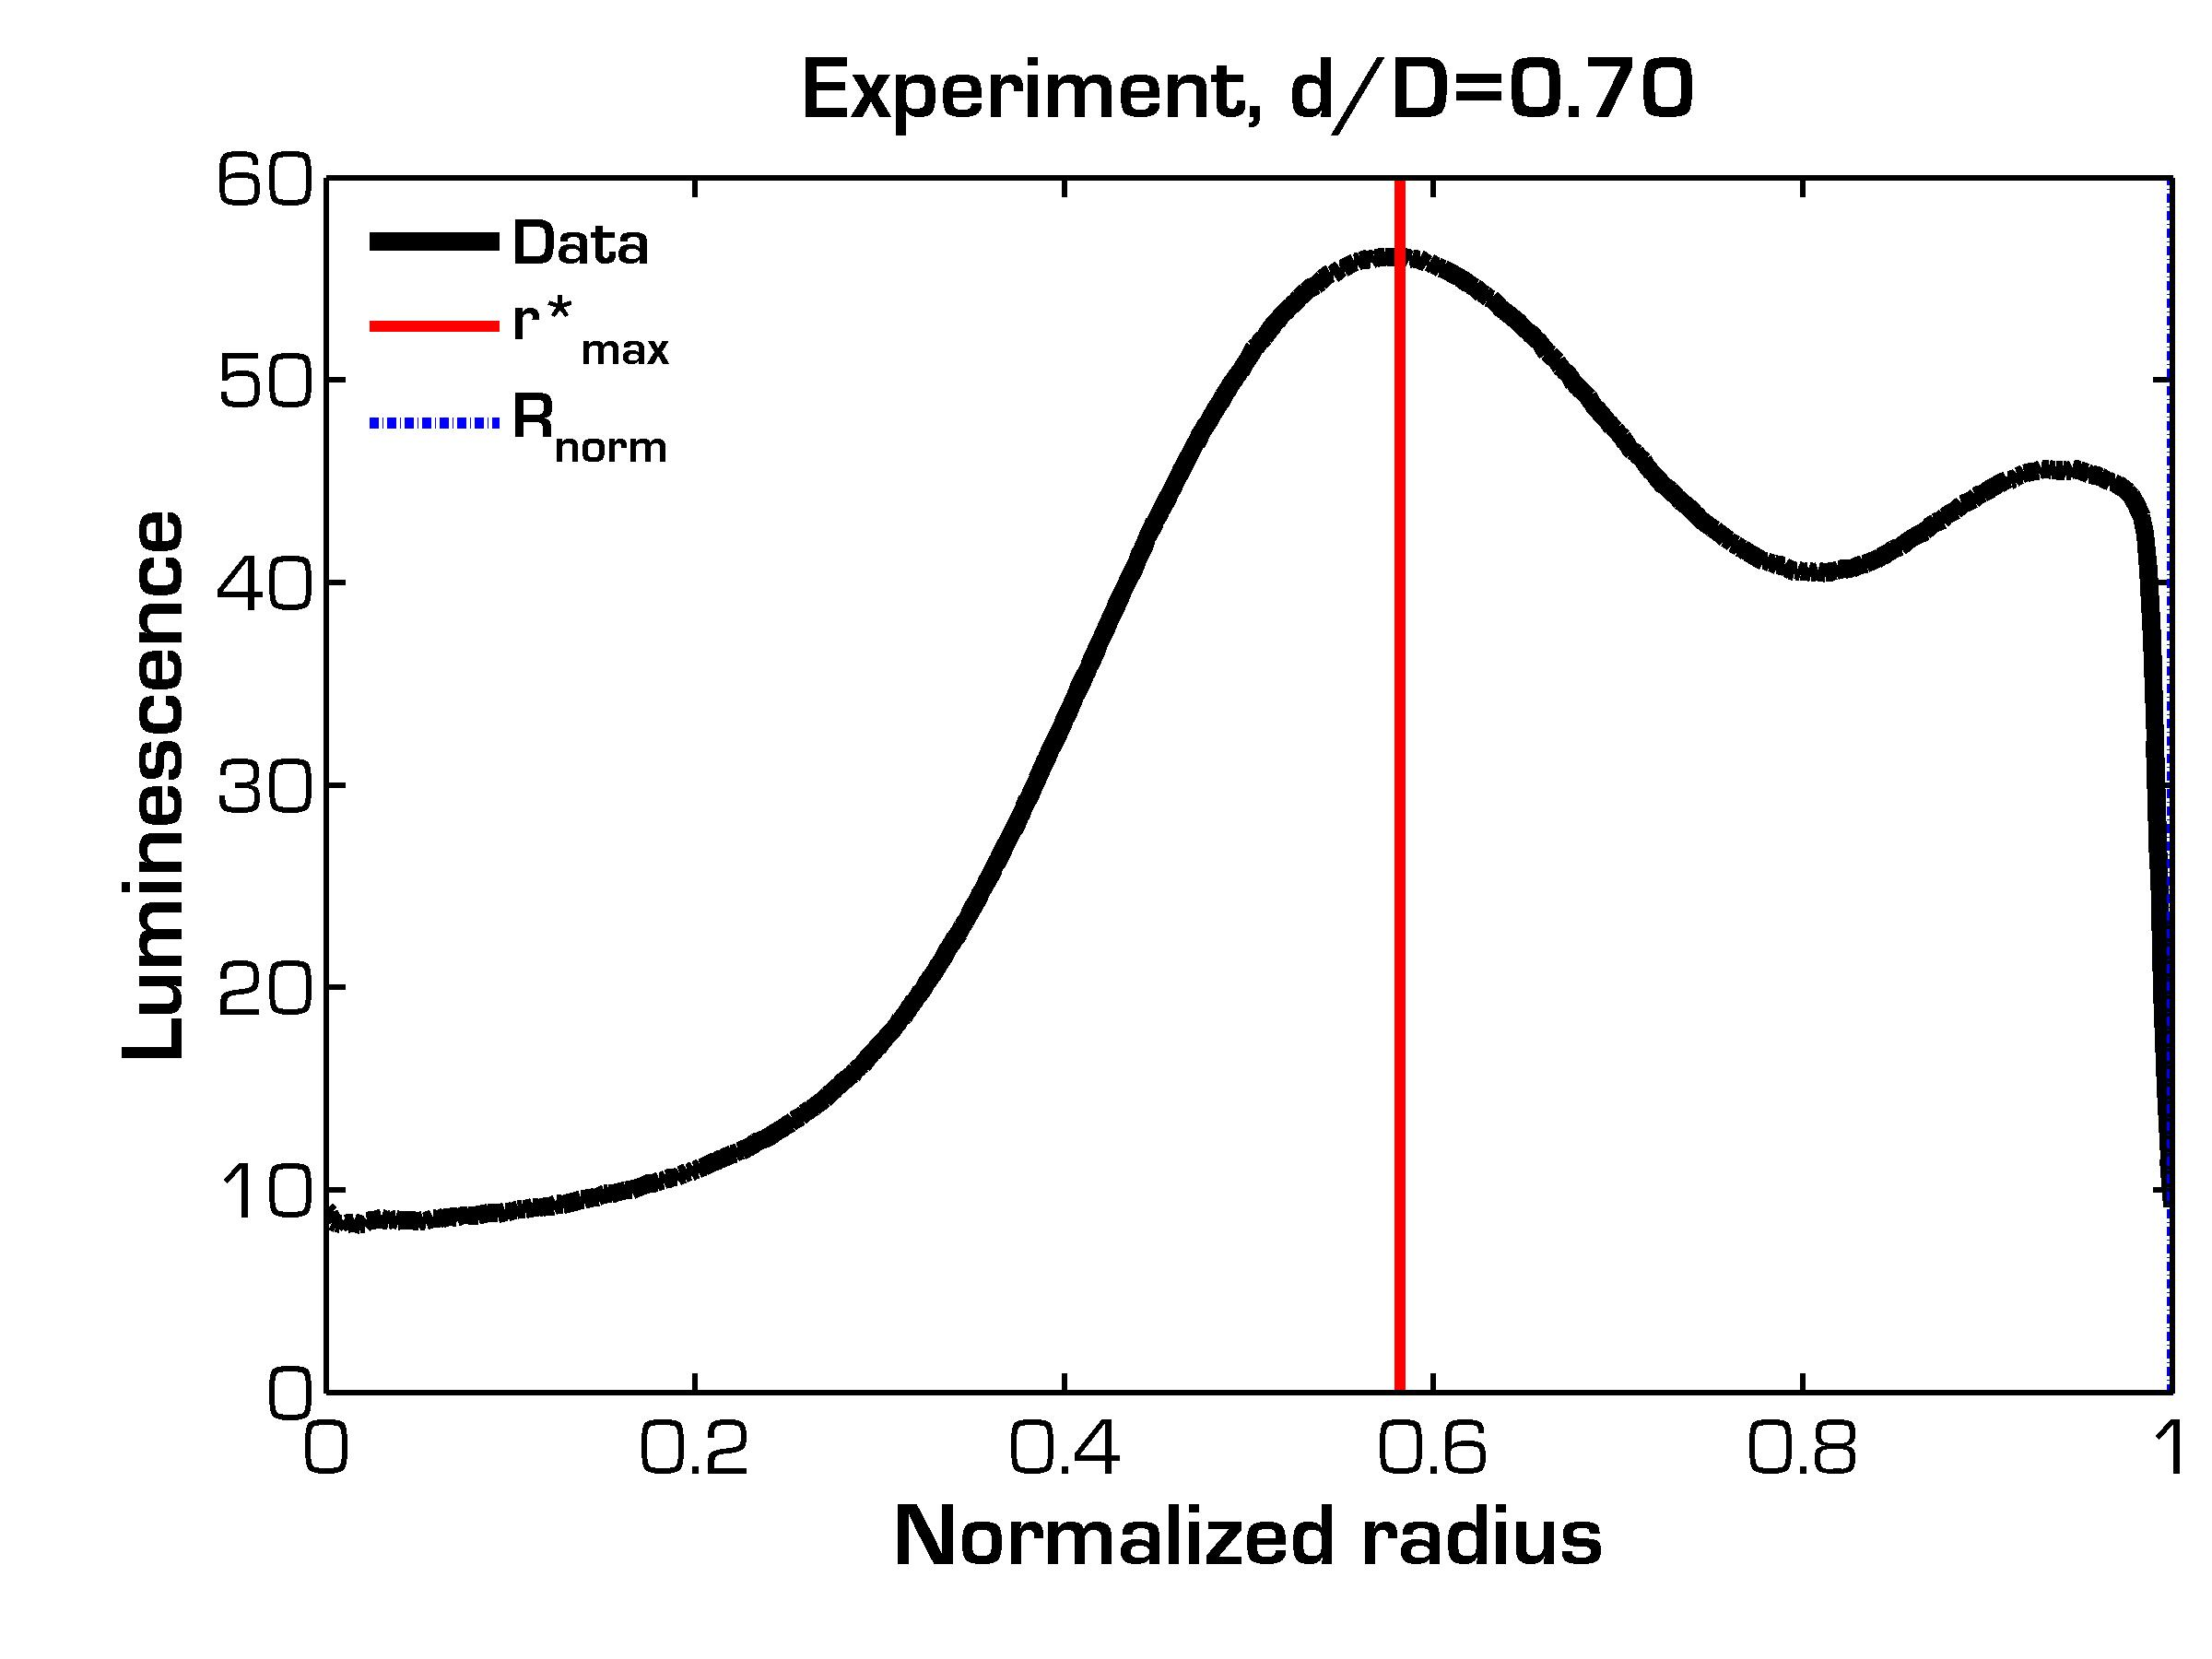 Experiment, d/D=0.70
60
50
40
30
20
10
0
Data
r*max
Rnorm
Luminescence
0 0.2 0.4 0.6 0.8 1
Normalized radius